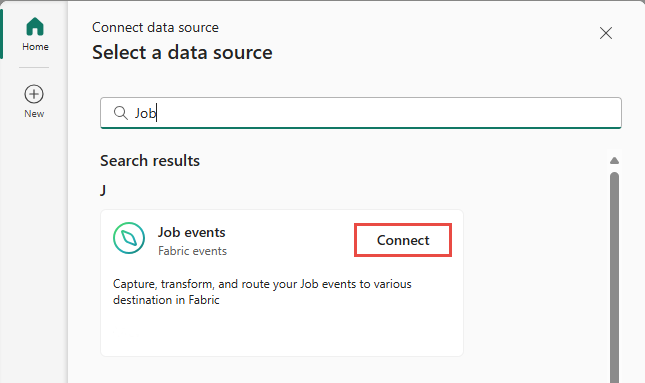 Connect data source
Select a data source
Home
New
Job
Search results
J
Job events
Fabric events
Connect
Capture, transform, and route your Job events to various
destination in Fabric